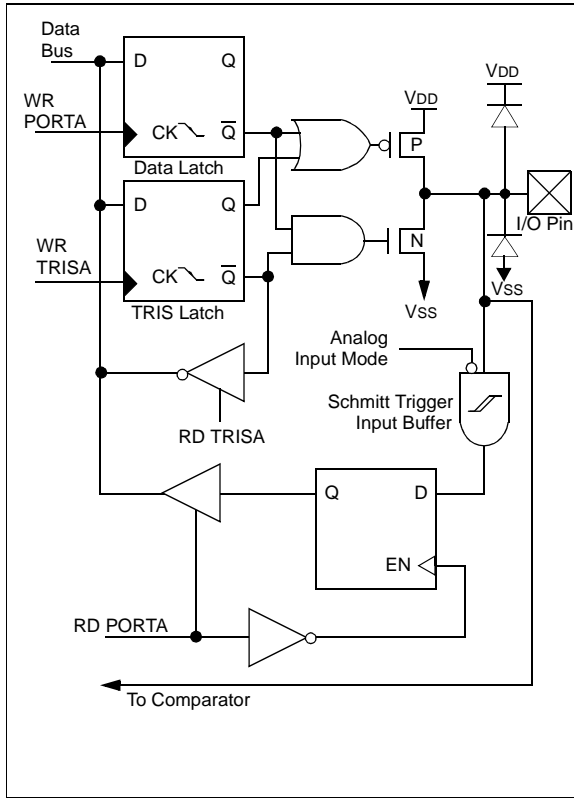 Data
Bus
D Q
WR
PORTA
CK Q
VDD
VDD
P
Data Latch
D Q
I/O Pin
WR
TRISA
N
CK Q
VSS
VSS
TRIS Latch
Analog
Input Mode
Schmitt Trigger
Input Buffer
RD TRISA
Q D
EN
RD PORTA
To Comparator